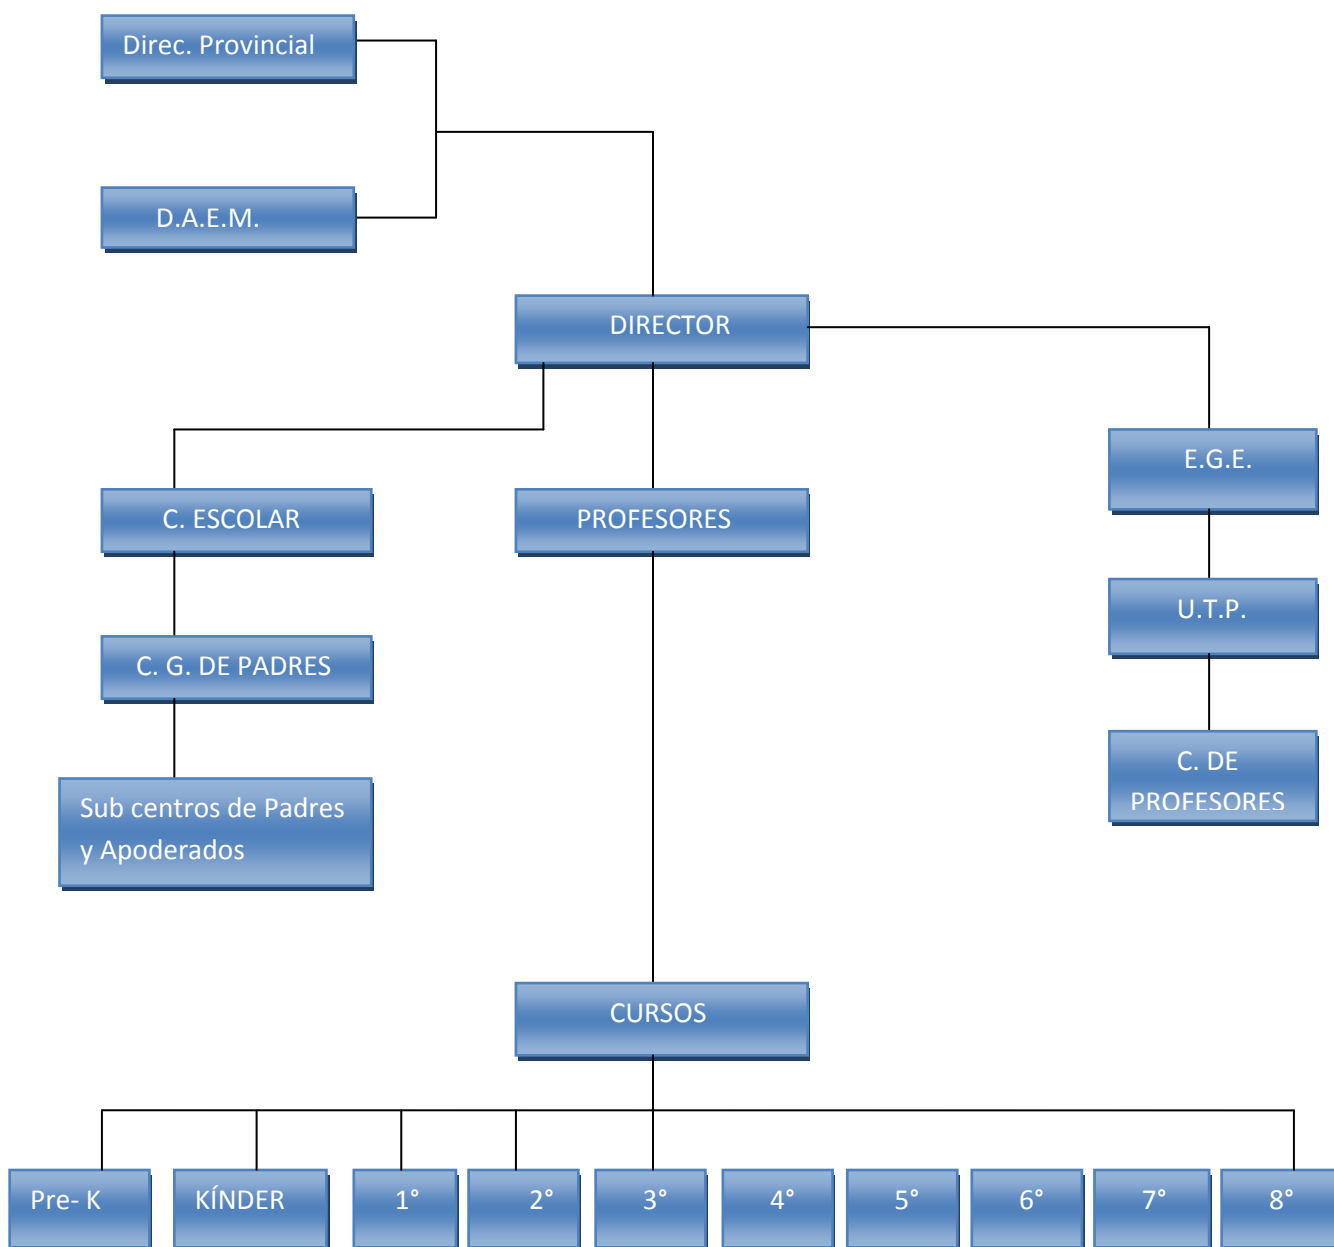 Direc. Provincial
D.A.E.M.
DIRECTOR
E.G.E.
C. ESCOLAR
PROFESORES
U.T.P.
C. G. DE PADRES
C. DE
PROFESORES
Sub centros de Padres
y Apoderados
CURSOS
Pre- K
KÍNDER
1°
2°
3°
4°
5°
6°
7°
8°